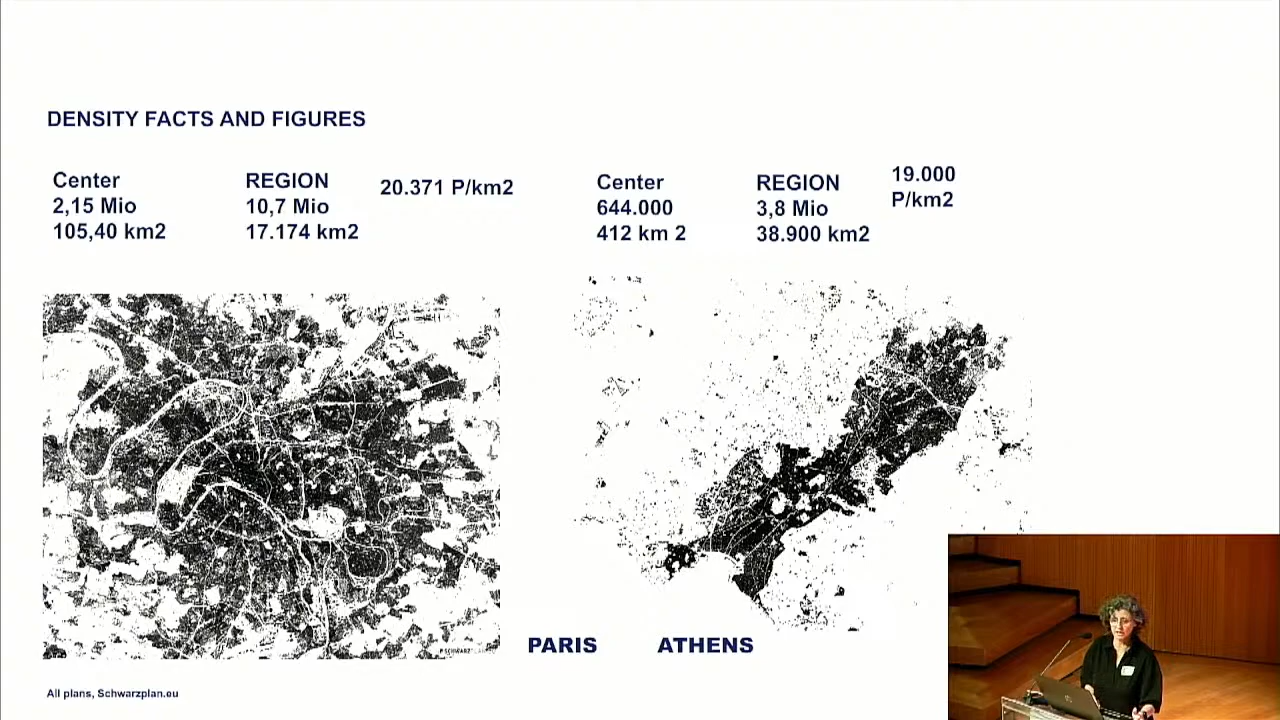 DENSITY FACTS AND FIGURES
Center
2,15 Mio
105,40 km2
REGION
10,7 Mio
17.174 km2
20.371 P/km2
Center
644.000
412 km 2
REGION
3,8 Mio
38.900 km2
19.000
P/km2
PARIS
ATHENS
All plans, Schwarzplan.eu